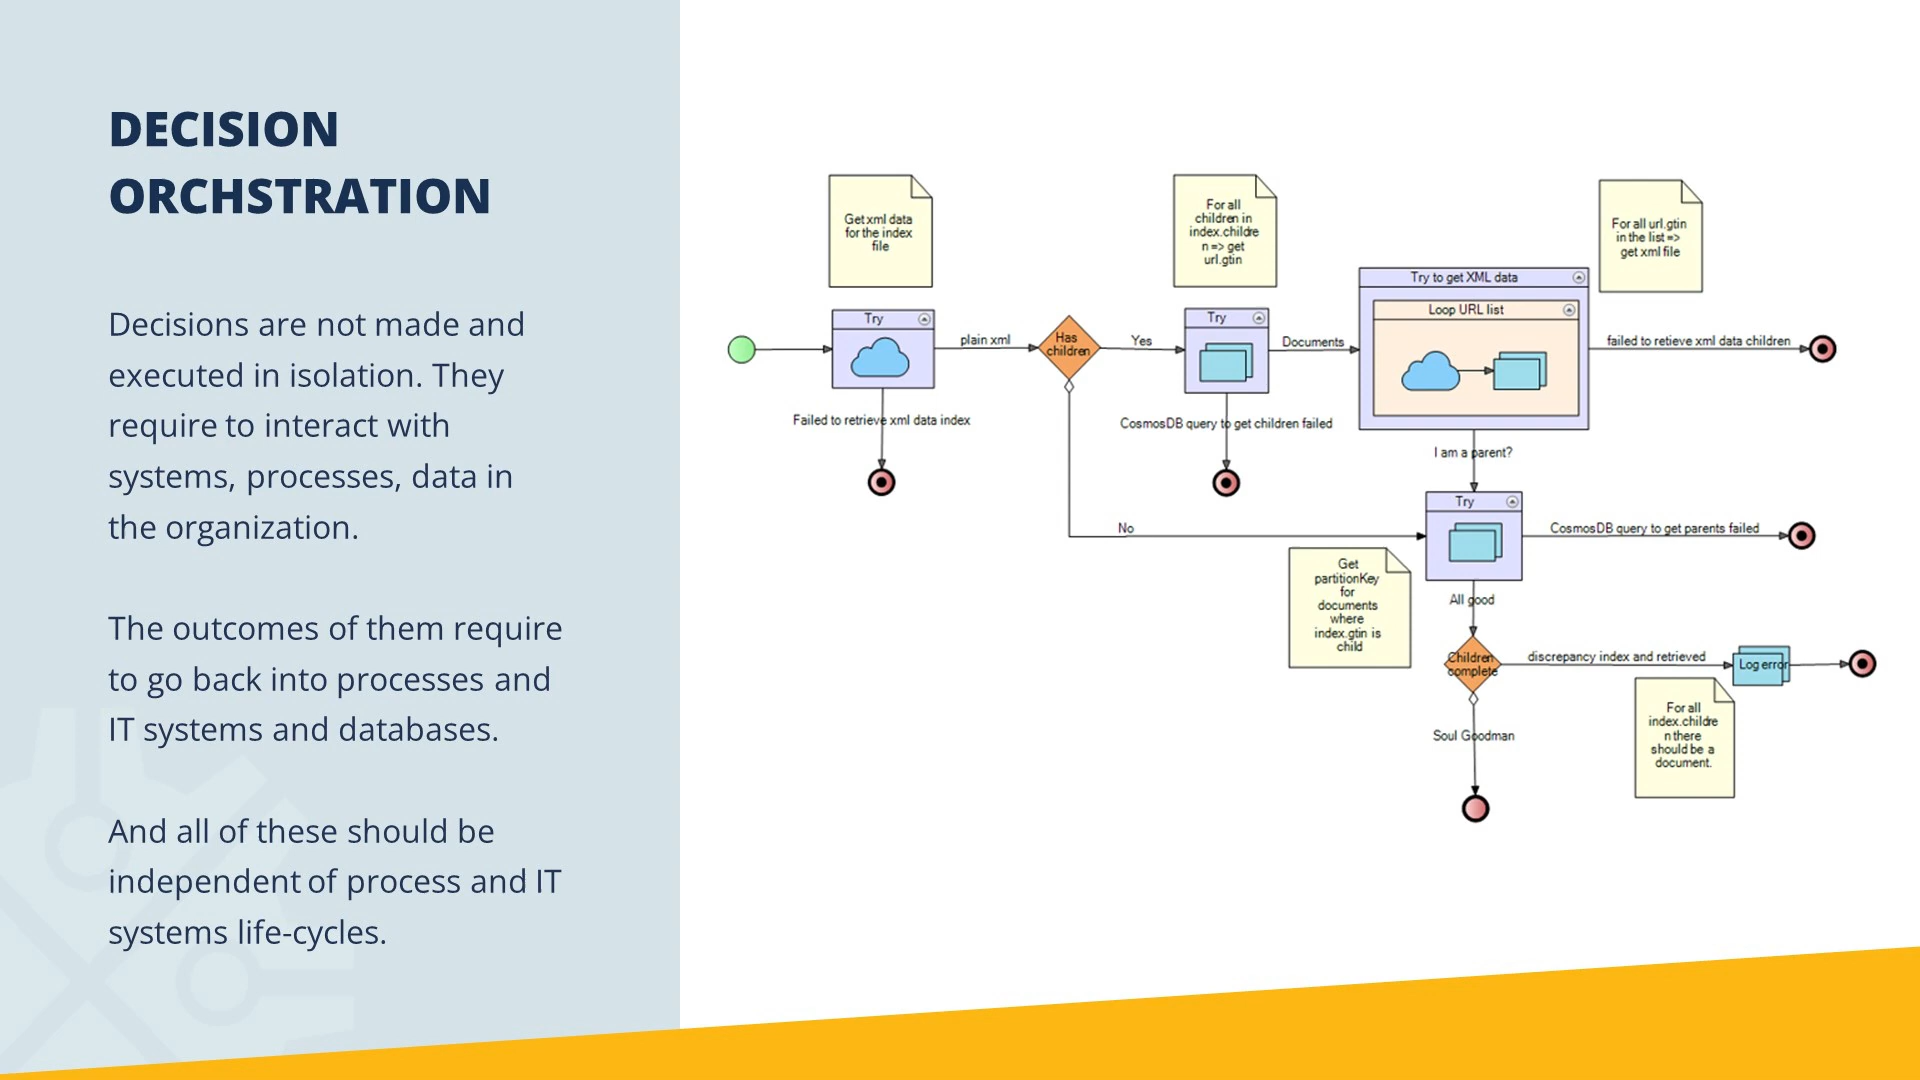 DECISION
ORCHSTRATION
Decisions are not made and
executed in isolation. They
require to interact with
systems, processes, data in
the organization.
The outcomes of them require
to go back into processes and
IT systems and databases.
And all of these should be
independent of process and IT
systems life-cycles.
Get xml data
for the index
file
For all
children in
index.childre
n => get
url.gtin
For all url.gtin
in the list =>
get xml file
Try
plain xml
Has
children
Yes
Try
Documents
Try to get XML data
Loop URL list
failed to retieve xml data children
Failed to retrieve xml data index
CosmosDB query to get children failed
I am a parent?
No
Try
CosmosDB query to get parents failed
Get
partitionKey
for
documents
where
index.gtin is
child
All good
Children
complete
discrepancy index and retrieved
Log error
For all
index.childre
n there
should be a
document.
Soul Goodman